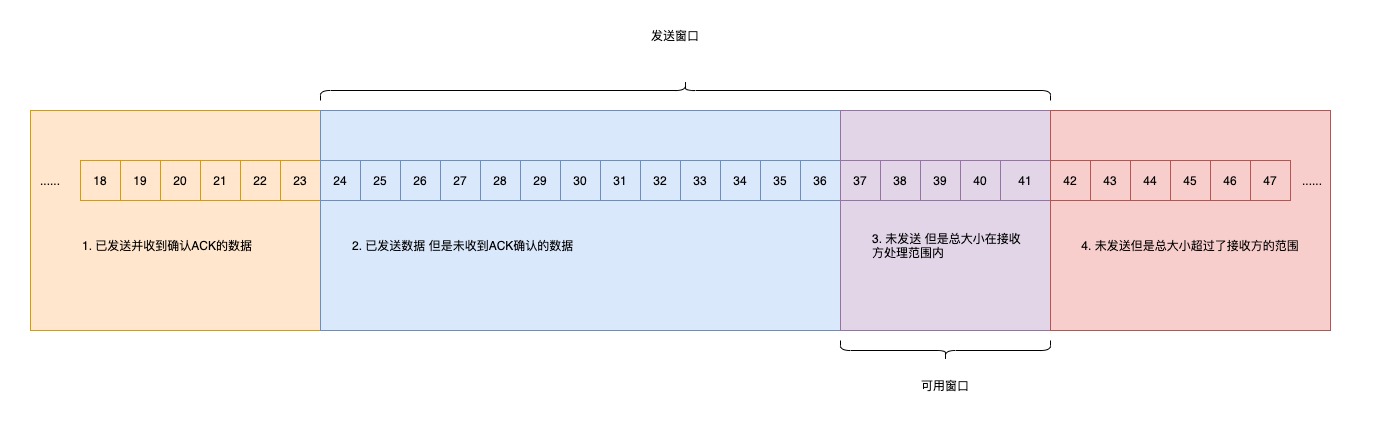 发送窗口
...... 18 19 20 21 22 23 24 25 26 27 28 29 30 31 32 33 34 35 36 37 38 39 40 41 42 43 44 45 46 47 ......
1. 已发送并收到确认ACK的数据
2. 已发送数据 但是未收到ACK确认的数据
3. 未发送 但是总大小在接收
方处理范围内
4. 未发送但是总大小超过了接收方的范围
可用窗口